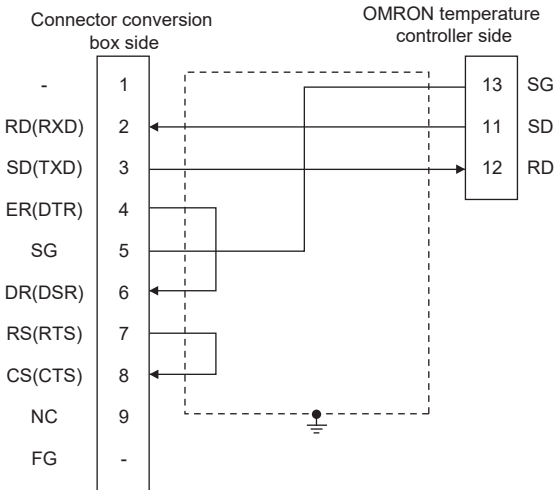 Connector conversion
box side
OMRON temperature
controller side
- 1
RD(RXD) 2
SD(TXD) 3
ER(DTR) 4
SG 5
DR(DSR) 6
RS(RTS) 7
CS(CTS) 8
NC 9
FG -
13 SG
11 SD
12 RD